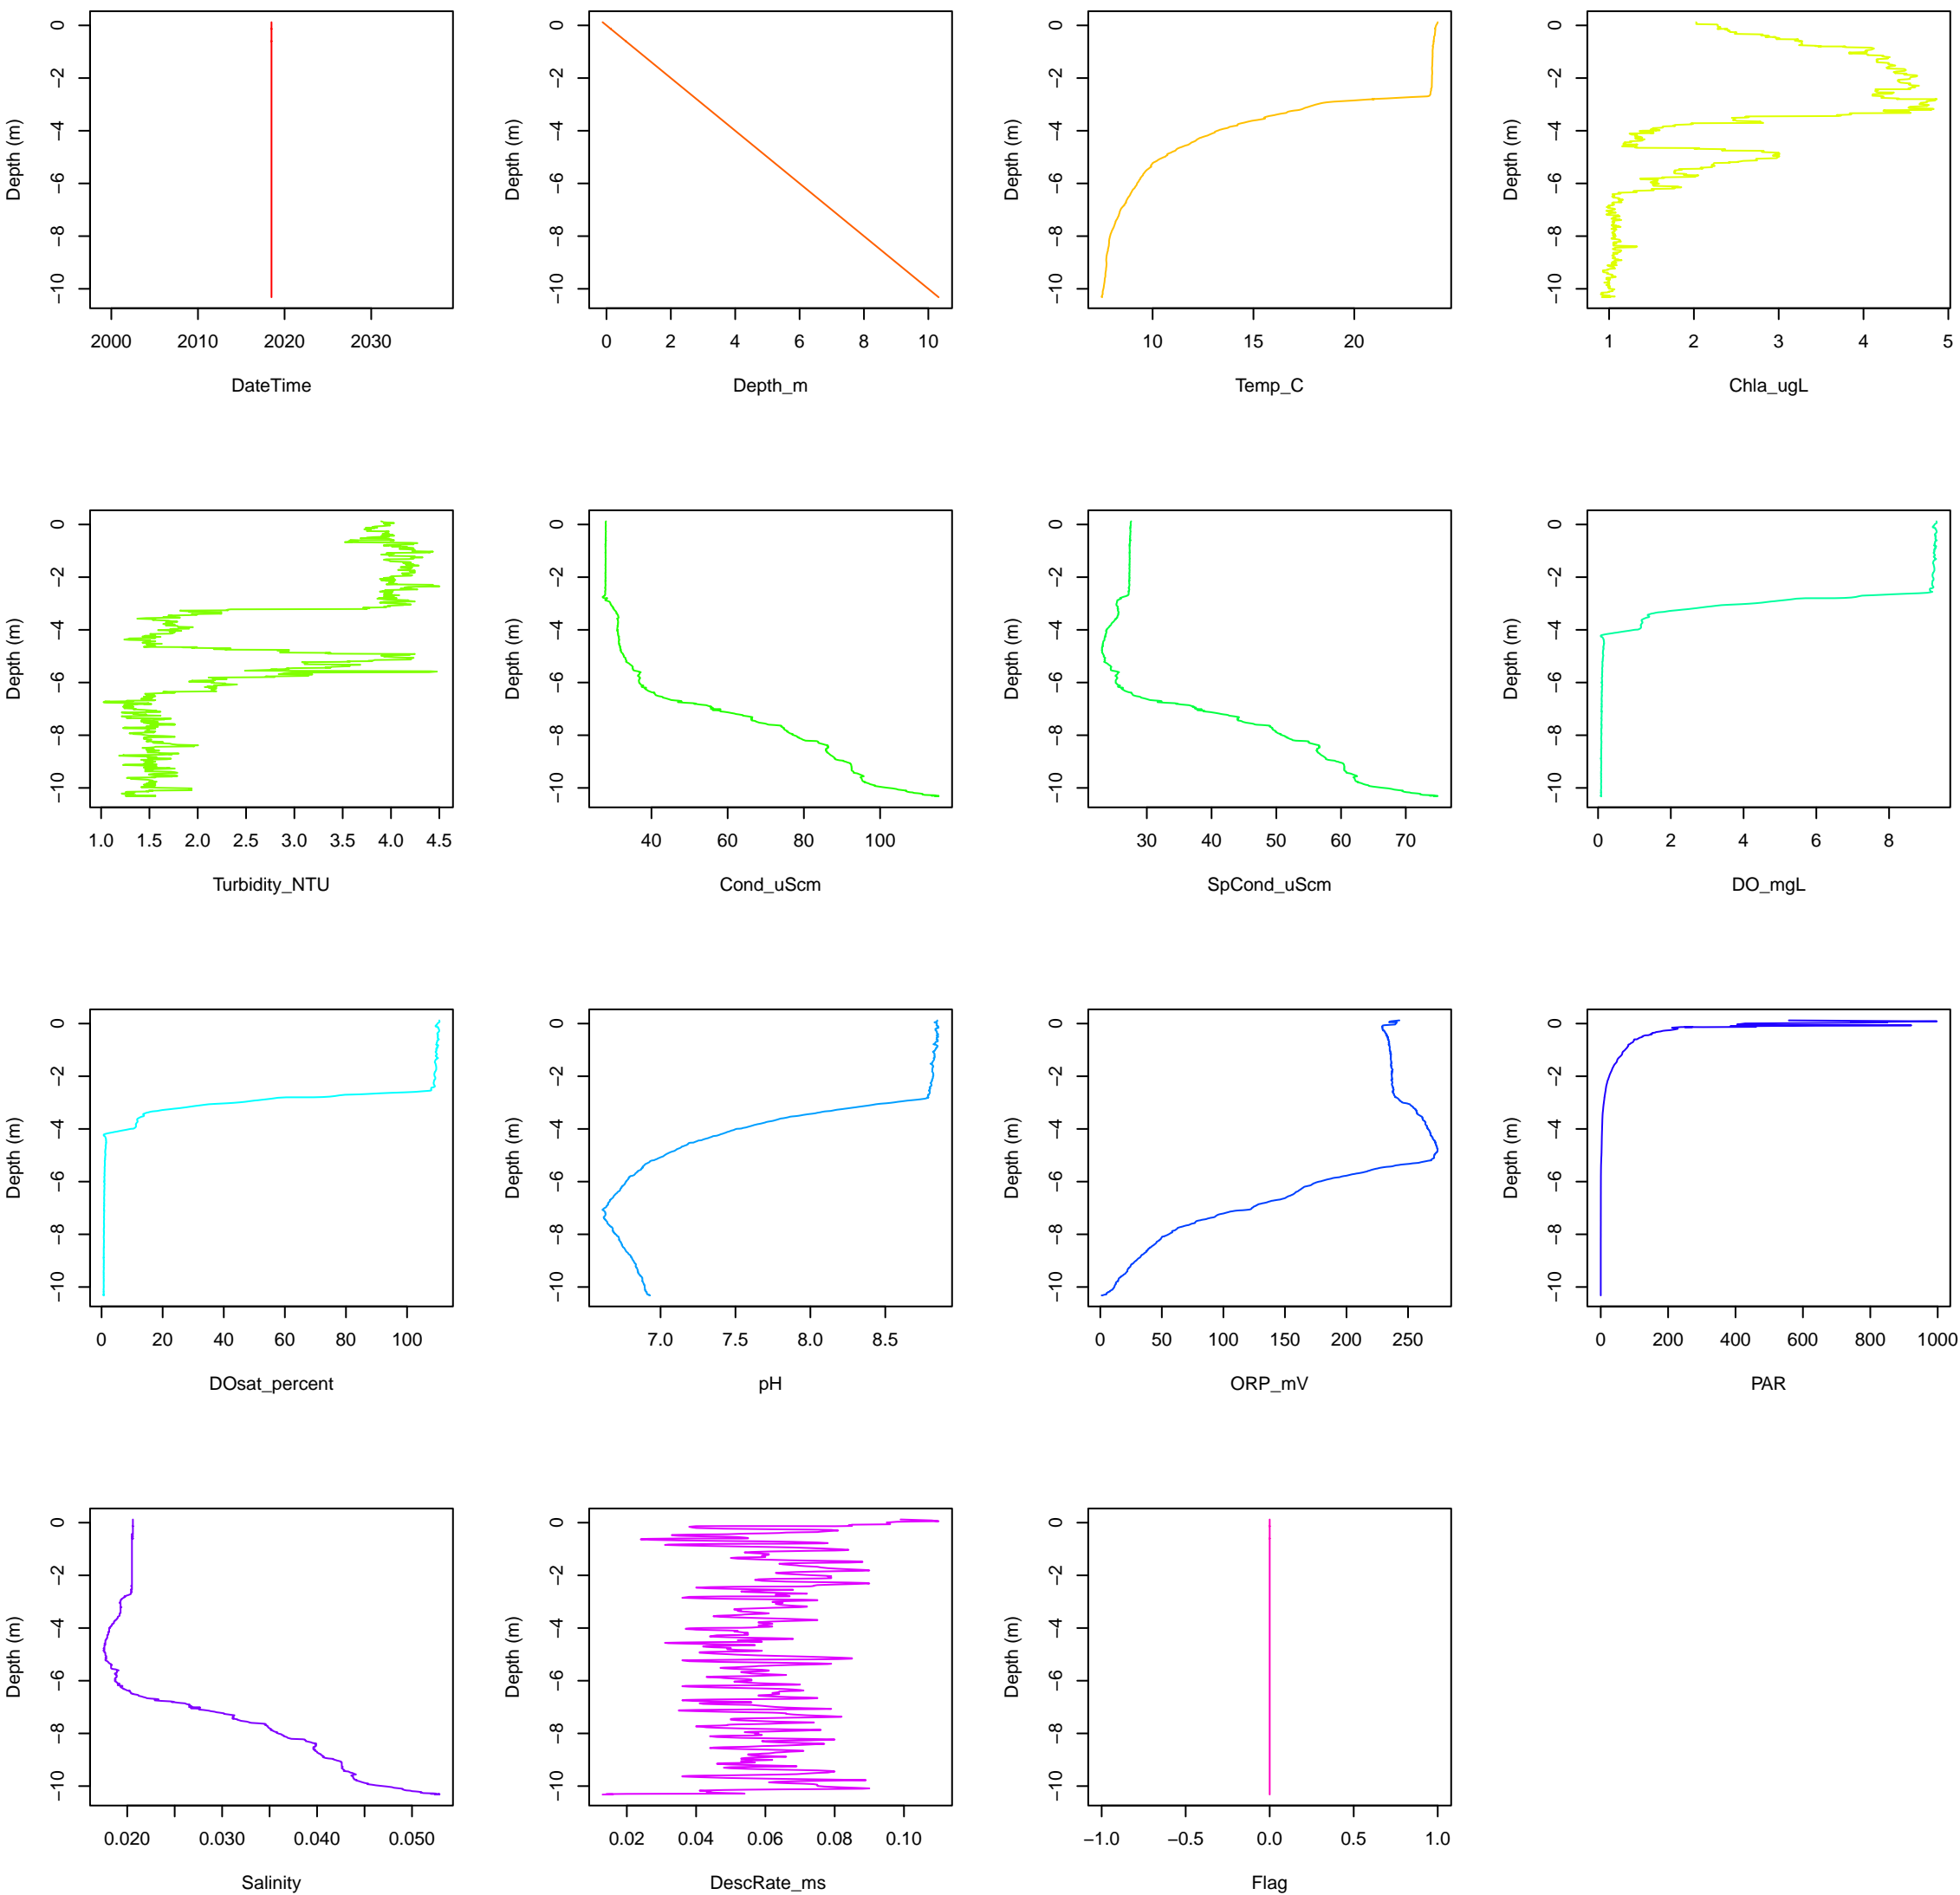 0 −2 −4 −6 −8 −10
Depth (m)
2000 2010 2020 2030
DateTime
0 −2 −4 −6 −8 −10
Depth (m)
0 2 4 6 8 10
Depth_m
0 −2 −4 −6 −8 −10
Depth (m)
10 15 20
Temp_C
0 −2 −4 −6 −8 −10
Depth (m)
1 2 3 4 5
Chla_ugL
0 −2 −4 −6 −8 −10
Depth (m)
1.0 1.5 2.0 2.5 3.0 3.5 4.0 4.5
Turbidity_NTU
0 −2 −4 −6 −8 −10
Depth (m)
40 60 80 100
Cond_uScm
0 −2 −4 −6 −8 −10
Depth (m)
30 40 50 60 70
SpCond_uScm
0 −2 −4 −6 −8 −10
Depth (m)
0 2 4 6 8
DO_mgL
0 −2 −4 −6 −8 −10
Depth (m)
0 20 40 60 80 100
DOsat_percent
0 −2 −4 −6 −8 −10
Depth (m)
7.0 7.5 8.0 8.5
pH
0 −2 −4 −6 −8 −10
Depth (m)
0 50 100 150 200 250
ORP_mV
0 −2 −4 −6 −8 −10
Depth (m)
0 200 400 600 800 1000
PAR
0 −2 −4 −6 −8 −10
Depth (m)
0.020 0.030 0.040 0.050
Salinity
0 −2 −4 −6 −8 −10
Depth (m)
0.02 0.04 0.06 0.08 0.10
DescRate_ms
0 −2 −4 −6 −8 −10
Depth (m)
−1.0 −0.5 0.0 0.5 1.0
Flag